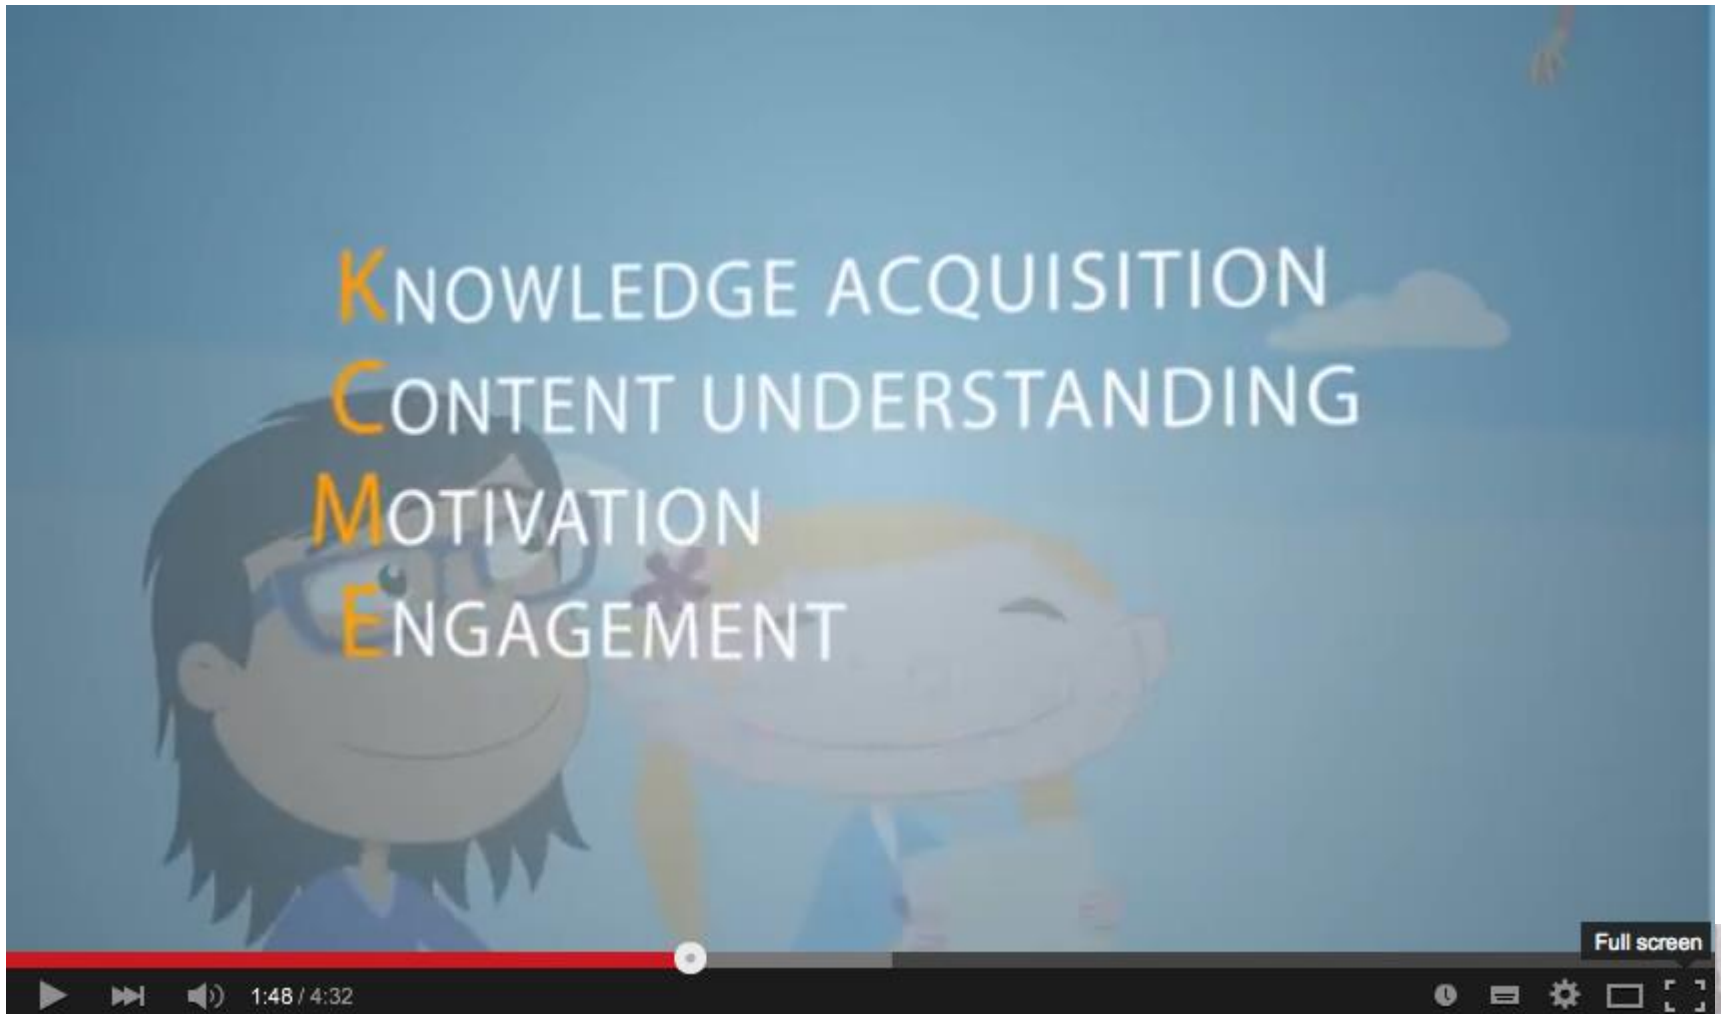 KNOWLEDGE ACQUISITION
CONTENT UNDERSTANDING
MOTIVATION
ENGAGEMENT
Full screen
1:48 / 4:32